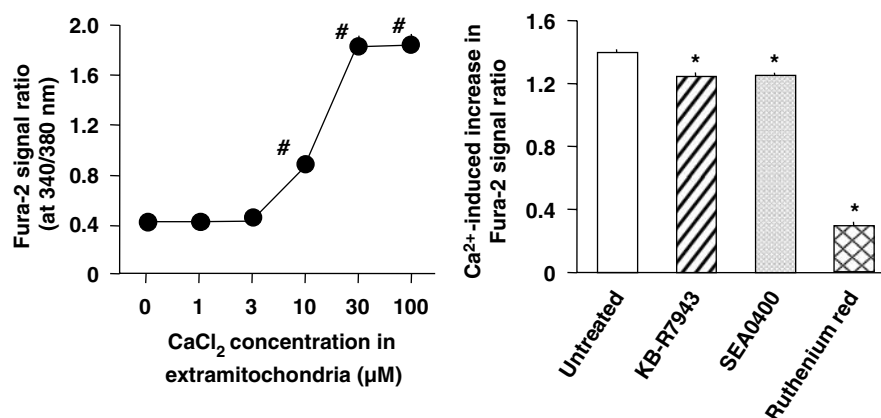 Fura-2 signal ratio
(at 340/380 nm)
2.0
1.6
1.2
0.8
0.4
0
#
#
#
0 1 3 10 30 100
CaCl2 concentration in
extramitochondria (μM)
Ca2+-induced increase in
Fura-2 signal ratio
1.6
1.2
0.8
0.4
0
*
*
*
Untreated
KB-R7943
SEA0400
Ruthenium red